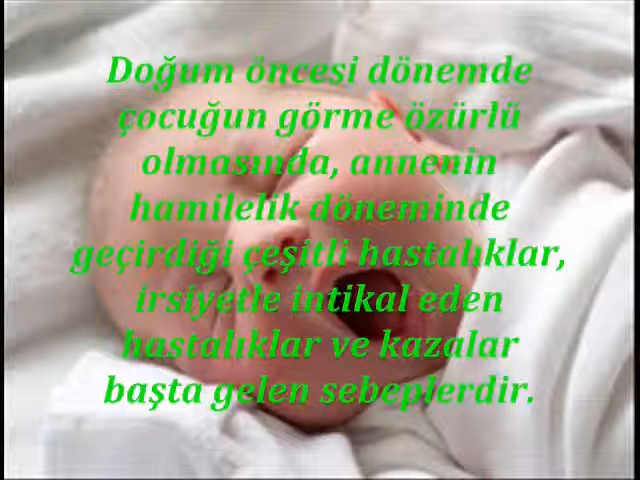 Doğum öncesi dönemde
çocuğun görme özürlü
olmasında, annenin
hamilelik döneminde
geçirdiği çeşitli hastalıklar,
irsiyetle intikal eden
hastalıklar ve kazalar
başta gelen sebeplerdir.